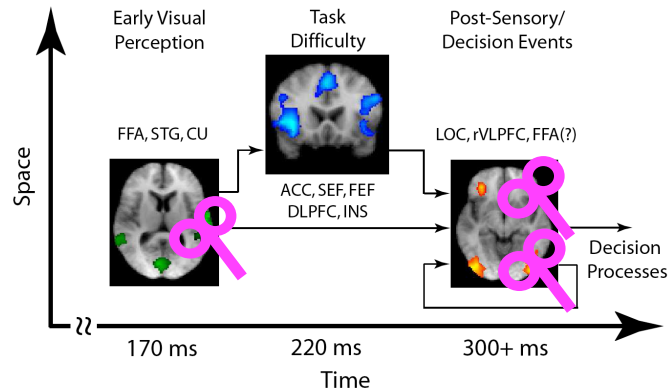 Early Visual
Perception
Task
Difficulty
Post-Sensory/
Decision Events
FFA, STG, CU
ACC, SEF, FEF
DLPFC, INS
LOC, rVLPFC, FFA(?)
Decision
Processes
Space
170 ms
220 ms
300+ ms
Time